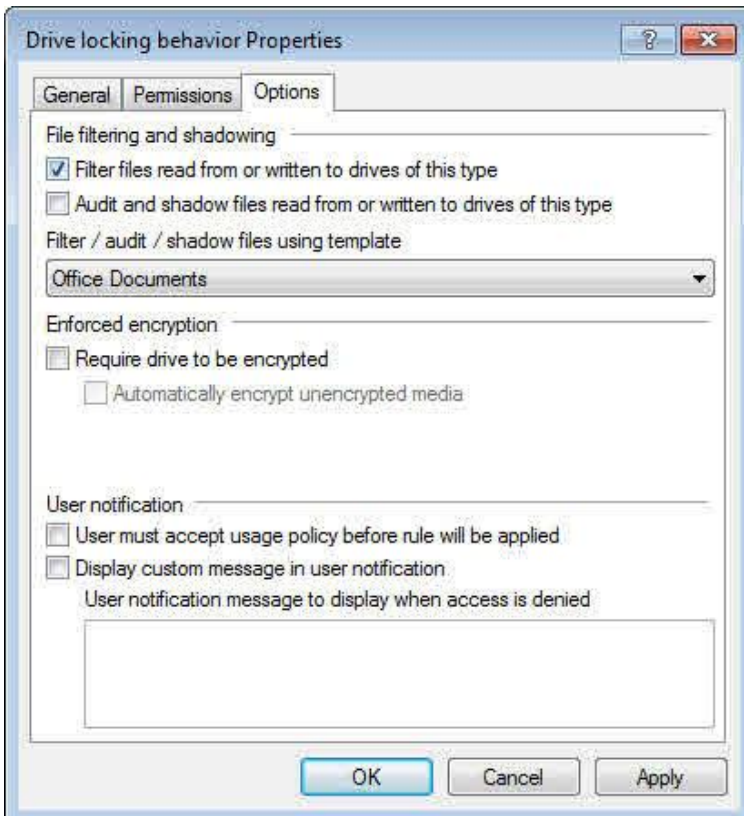 Drive locking behavior Properties
General Permissions Options
File filtering and shadowing
Filter files read from or written to drives of this type
Audit and shadow files read from or written to drives of this type
Filter / audit / shadow files using template
Office Documents
Enforced encryption
Require drive to be encrypted
Automatically encrypt unencrypted media
User notification
User must accept usage policy before rule will be applied
Display custom message in user notification
User notification message to display when access is denied
OK Cancel Apply